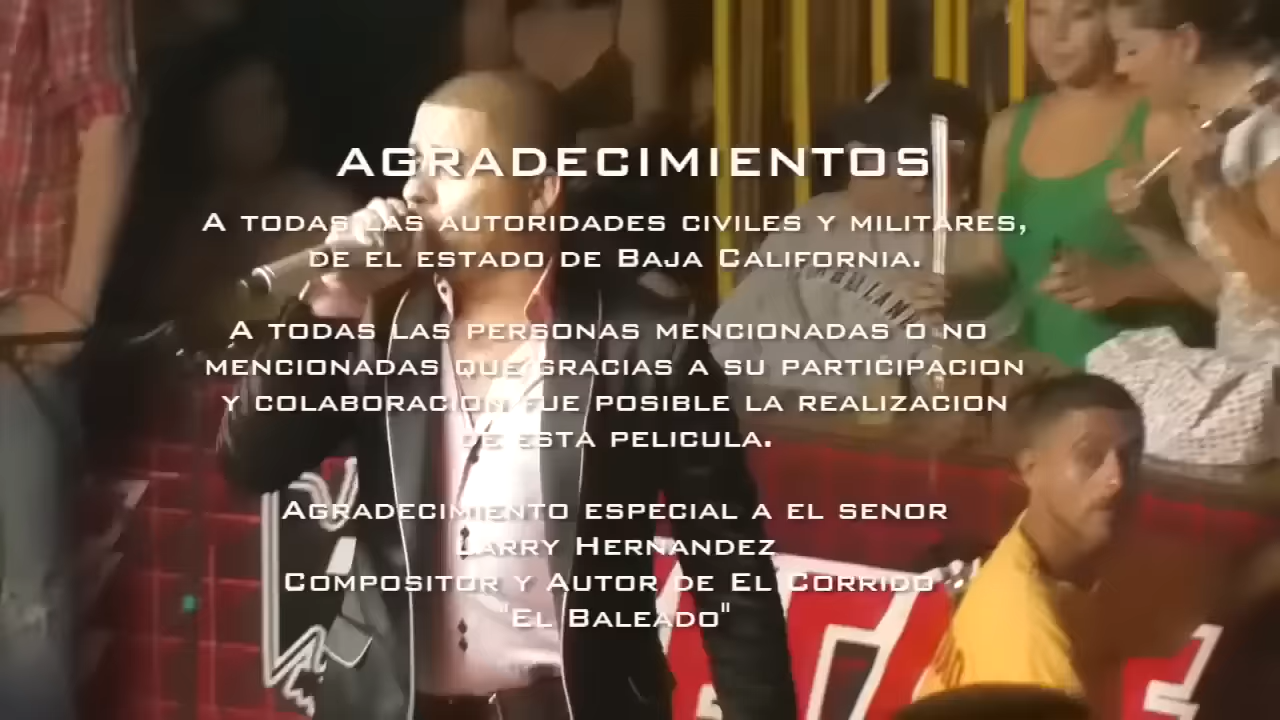 AGRADECIMIENTOS
A TODAS LAS AUTORIDADES CIVILES Y MILITARES,
DE EL ESTADO DE BAJA CALIFORNIA.
A TODAS LAS PERSONAS MENCIONADAS O NO
MENCIONADAS QUE GRACIAS A SU PARTICIPACION
Y COLABORACION FUE POSIBLE LA REALIZACION
DE ESTA PELICULA.
AGRADECIMIENTO ESPECIAL A EL SENOR
LARRY HERNANDEZ
COMPOSITOR Y AUTOR DE EL CORRIDO
"EL BALEADO"